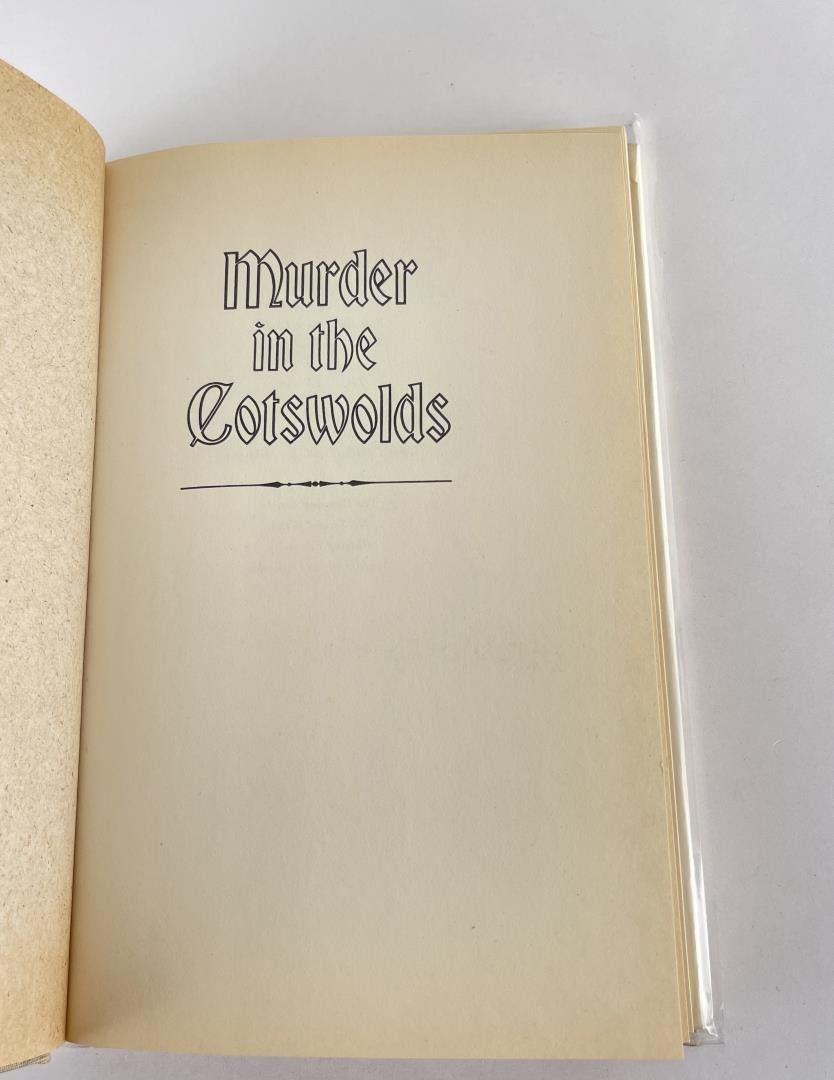 Murder
in the
Cotswolds